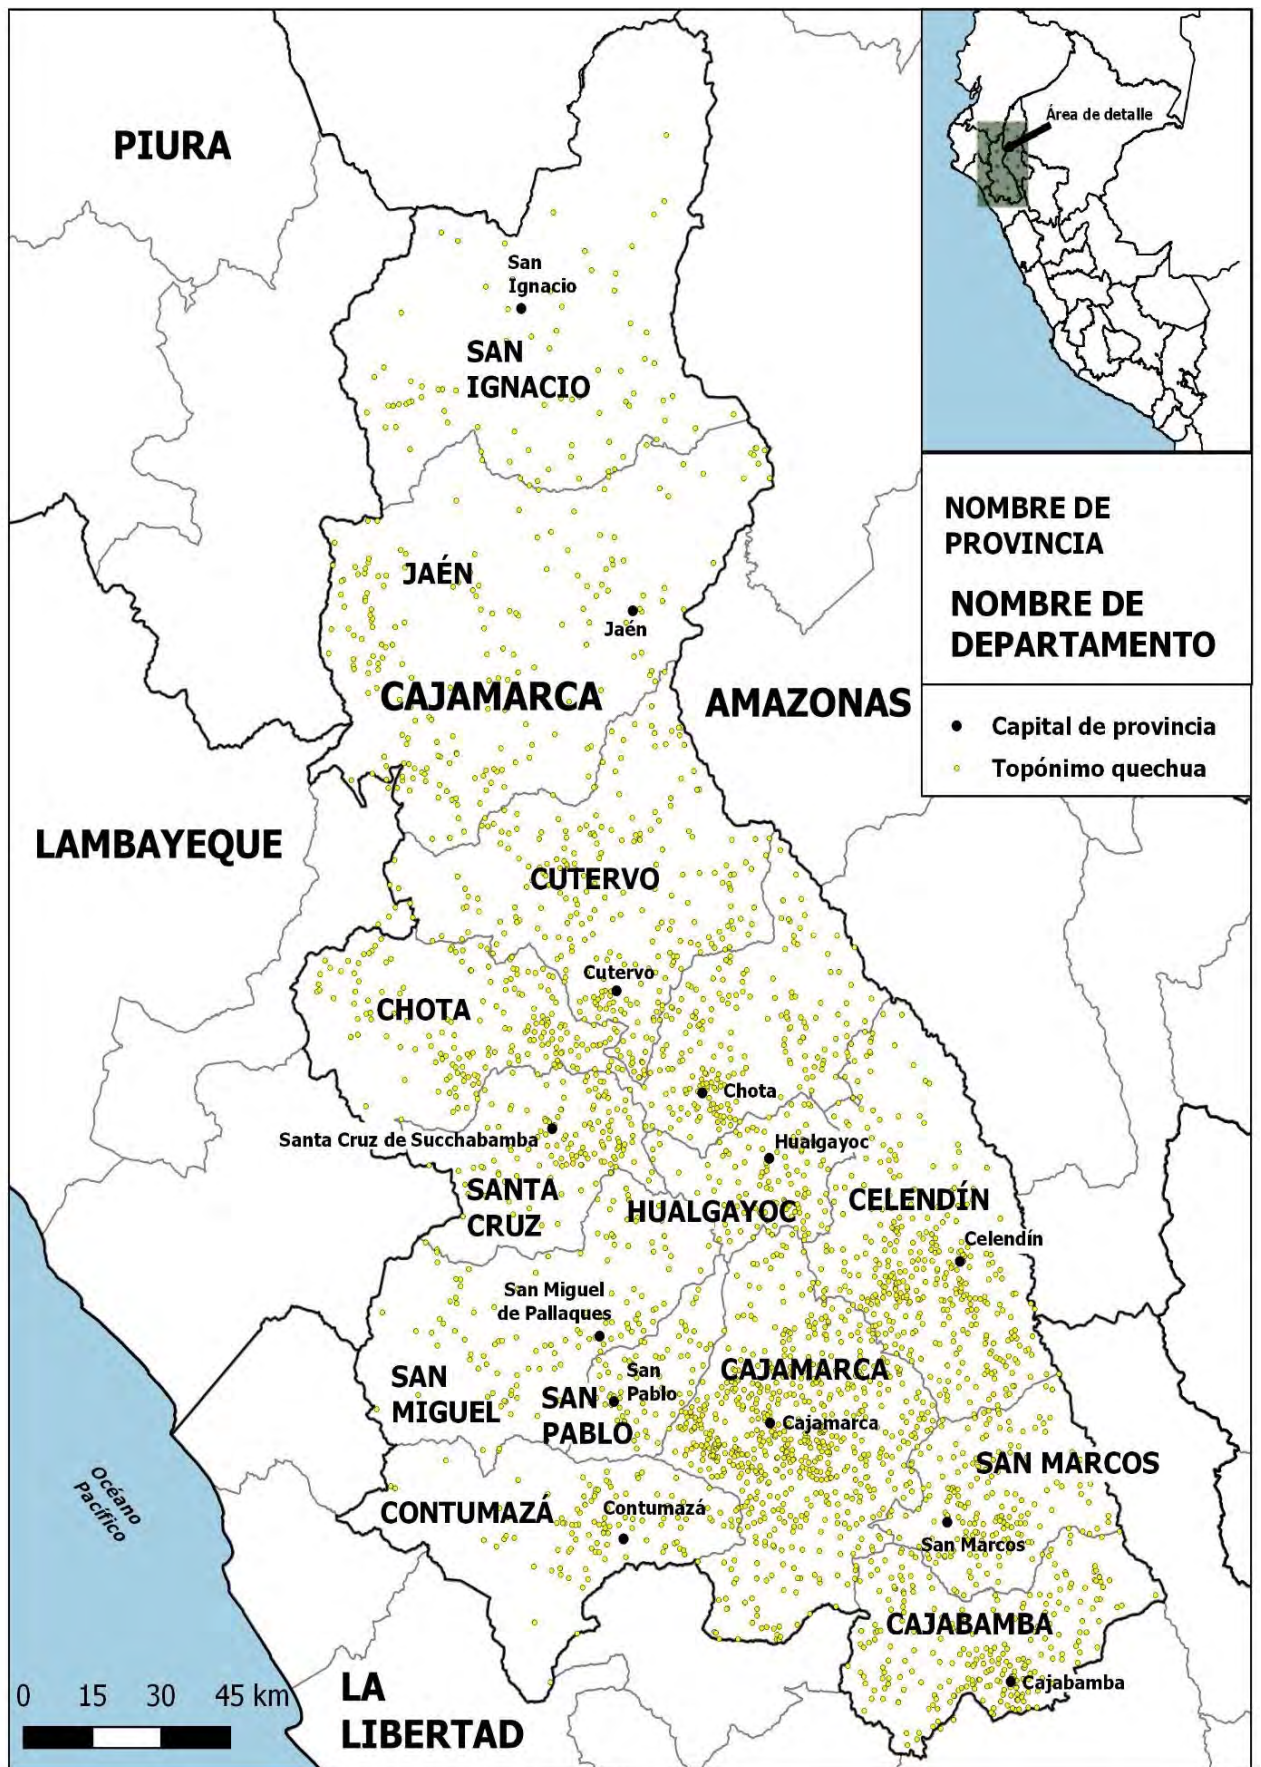 PIURA
Área de detalle
San
Ignacio
SAN
IGNACIO
NOMBRE DE
PROVINCIA
NOMBRE DE
DEPARTAMENTO
Capital de provincia
Topónimo quechua
JAÉN
Jaén
CAJAMARCA
AMAZONAS
LAMBAYEQUE
CUTERVO
Cutervo
CHOTA
Chota
Santa Cruz de Succhabamba
Hualgayoc
SANTA
CRUZ
HUALGAYOC
CELENDÍN
Celendín
San Miguel
de Pallaques
SAN
MIGUEL
San
Pablo
SAN
PABLO
CAJAMARCA
Cajamarca
SAN MARCOS
San Marcos
CONTUMAZÁ
Contumazá
Océano
Pacífico
CAJABAMBA
Cajabamba
LA
LIBERTAD
0 15 30 45 km